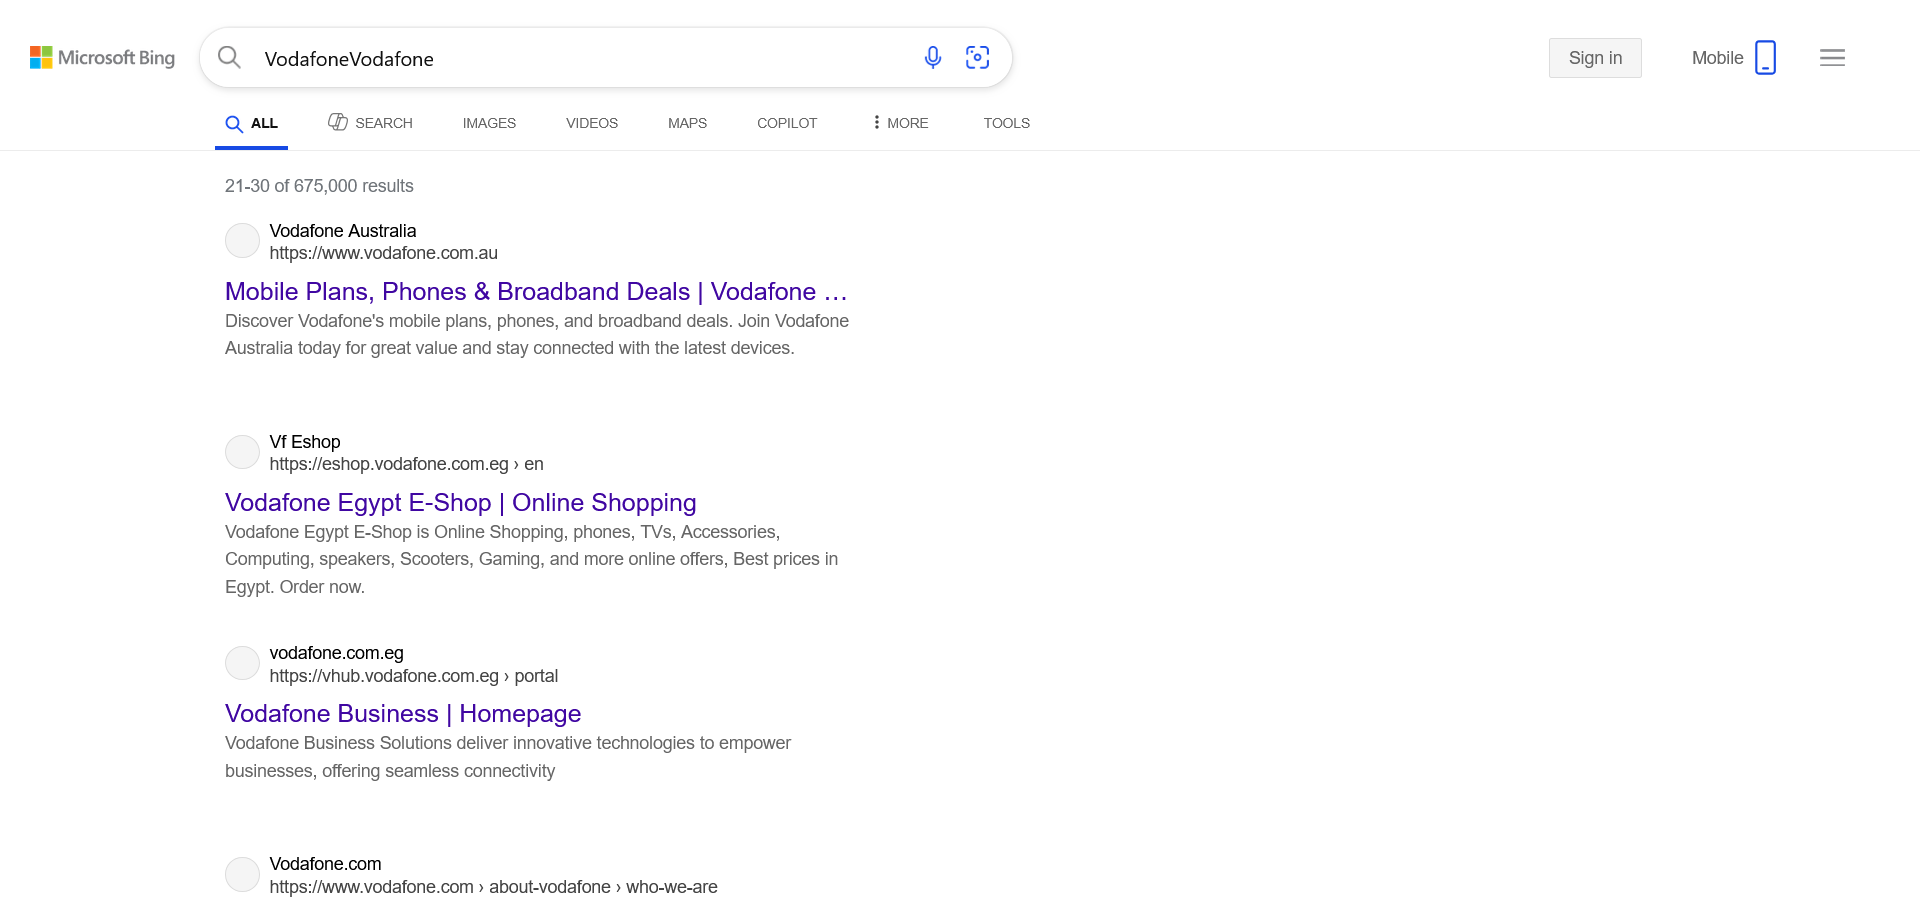 Microsoft Bing
VodafoneVodafone
Sign in
Mobile
ALL
SEARCH
IMAGES
VIDEOS
MAPS
COPILOT
MORE
TOOLS
21-30 of 675,000 results
Vodafone Australia
https://www.vodafone.com.au
Mobile Plans, Phones & Broadband Deals | Vodafone ...
Discover Vodafone's mobile plans, phones, and broadband deals. Join Vodafone
Australia today for great value and stay connected with the latest devices.
Vf Eshop
https://eshop.vodafone.com.eg › en
Vodafone Egypt E-Shop | Online Shopping
Vodafone Egypt E-Shop is Online Shopping, phones, TVs, Accessories,
Computing, speakers, Scooters, Gaming, and more online offers, Best prices in
Egypt. Order now.
vodafone.com.eg
https://vhub.vodafone.com.eg › portal
Vodafone Business | Homepage
Vodafone Business Solutions deliver innovative technologies to empower
businesses, offering seamless connectivity
Vodafone.com
https://www.vodafone.com › about-vodafone › who-we-are